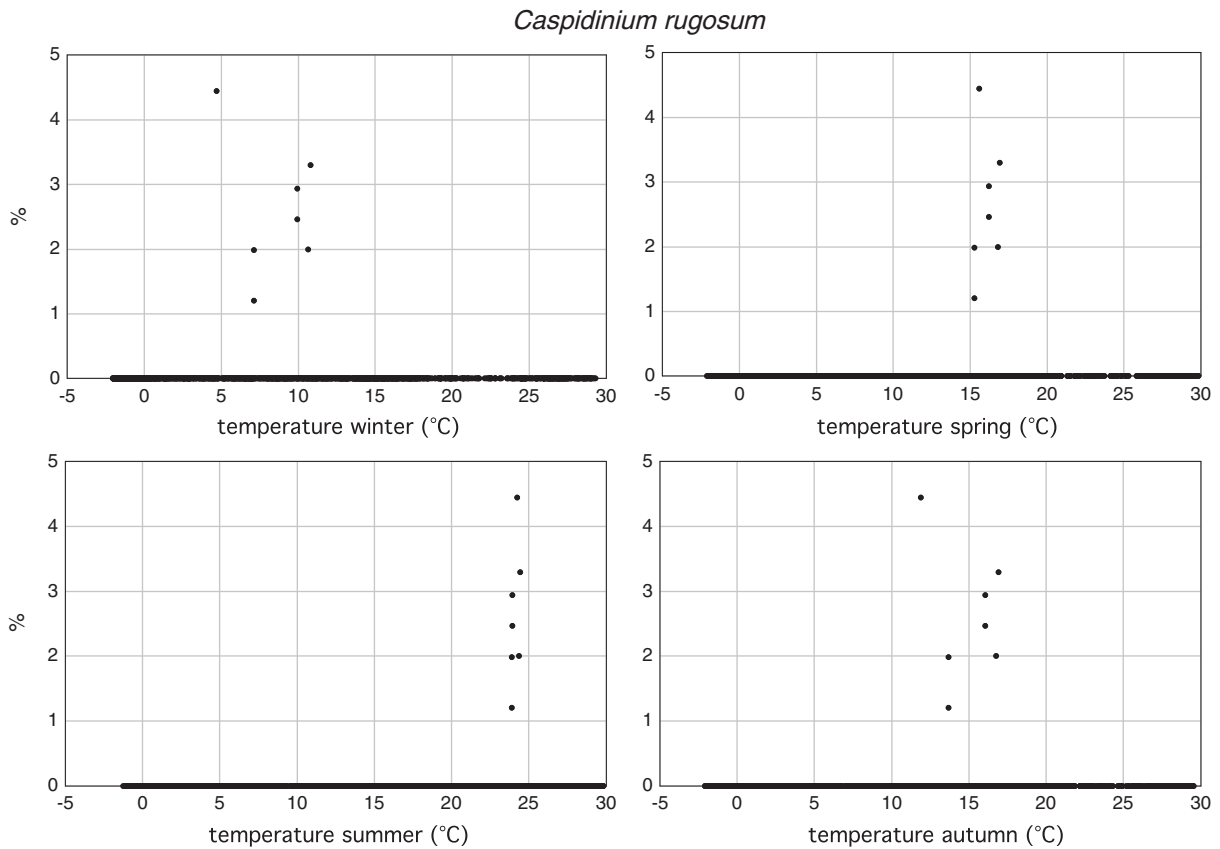 Caspidinium rugosum
5
4
3
2
1
0
%
-5 0 5 10 15 20 25 30
temperature winter (°C)
5
4
3
2
1
0
-5 0 5 10 15 20 25 30
temperature spring (°C)
5
4
3
2
1
0
%
-5 0 5 10 15 20 25 30
temperature summer (°C)
5
4
3
2
1
0
-5 0 5 10 15 20 25 30
temperature autumn (°C)